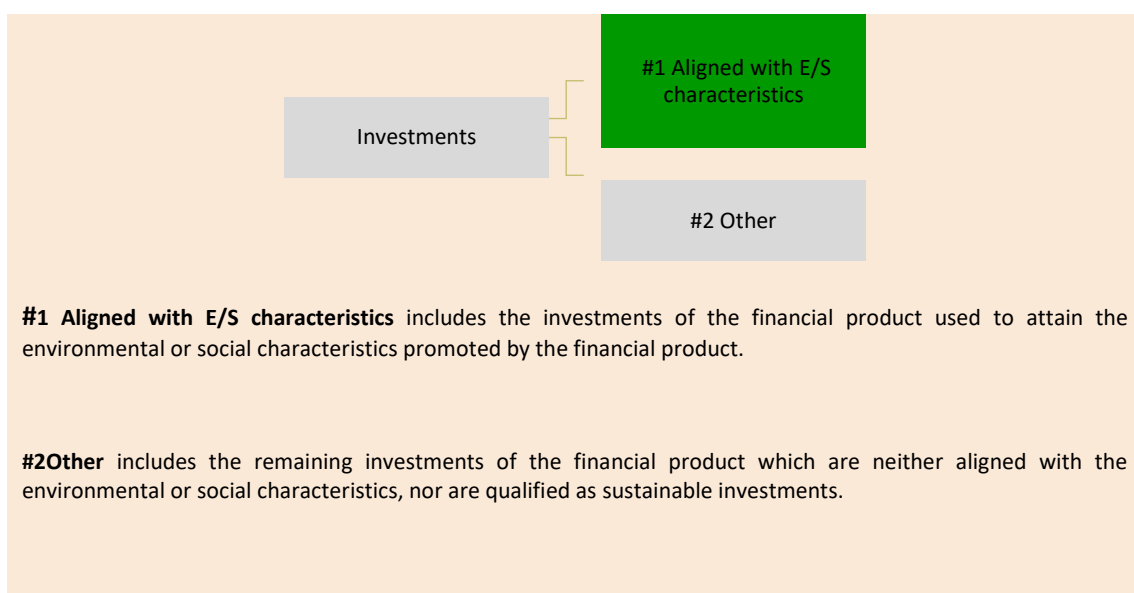 #1 Aligned with E/S
characteristics
Investments
#2 Other
#1 Aligned with E/S characteristics includes the investments of the financial product used to attain the
environmental or social characteristics promoted by the financial product.
#2Other includes the remaining investments of the financial product which are neither aligned with the
environmental or social characteristics, nor are qualified as sustainable investments.